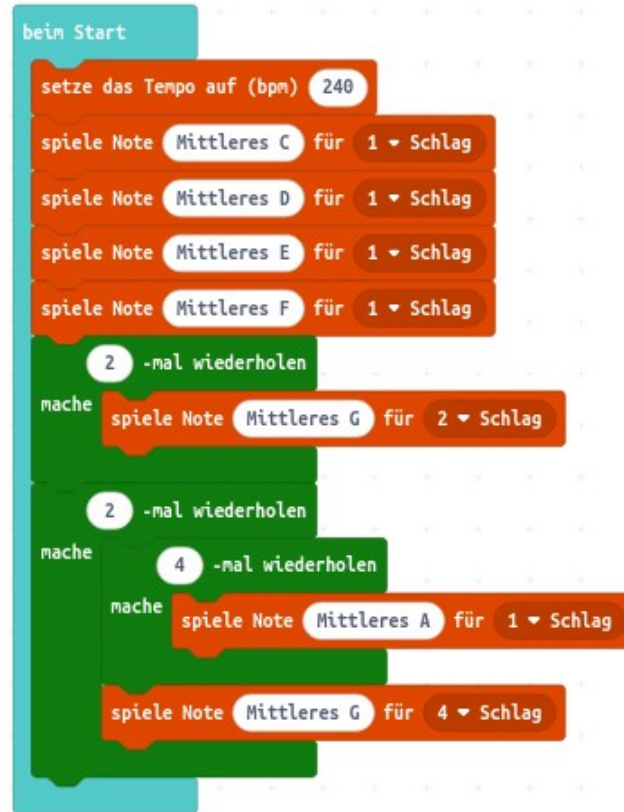 beim Start
setze das Tempo auf (bpm) 240
spiele Note Mittleres C für 1 Schlag
spiele Note Mittleres D für 1 Schlag
spiele Note Mittleres E für 1 Schlag
spiele Note Mittleres F für 1 Schlag
2 -mal wiederholen
mache spiele Note Mittleres G für 2 Schlag
2 -mal wiederholen
mache 4 -mal wiederholen
mache spiele Note Mittleres A für 1 Schlag
spiele Note Mittleres G für 4 Schlag